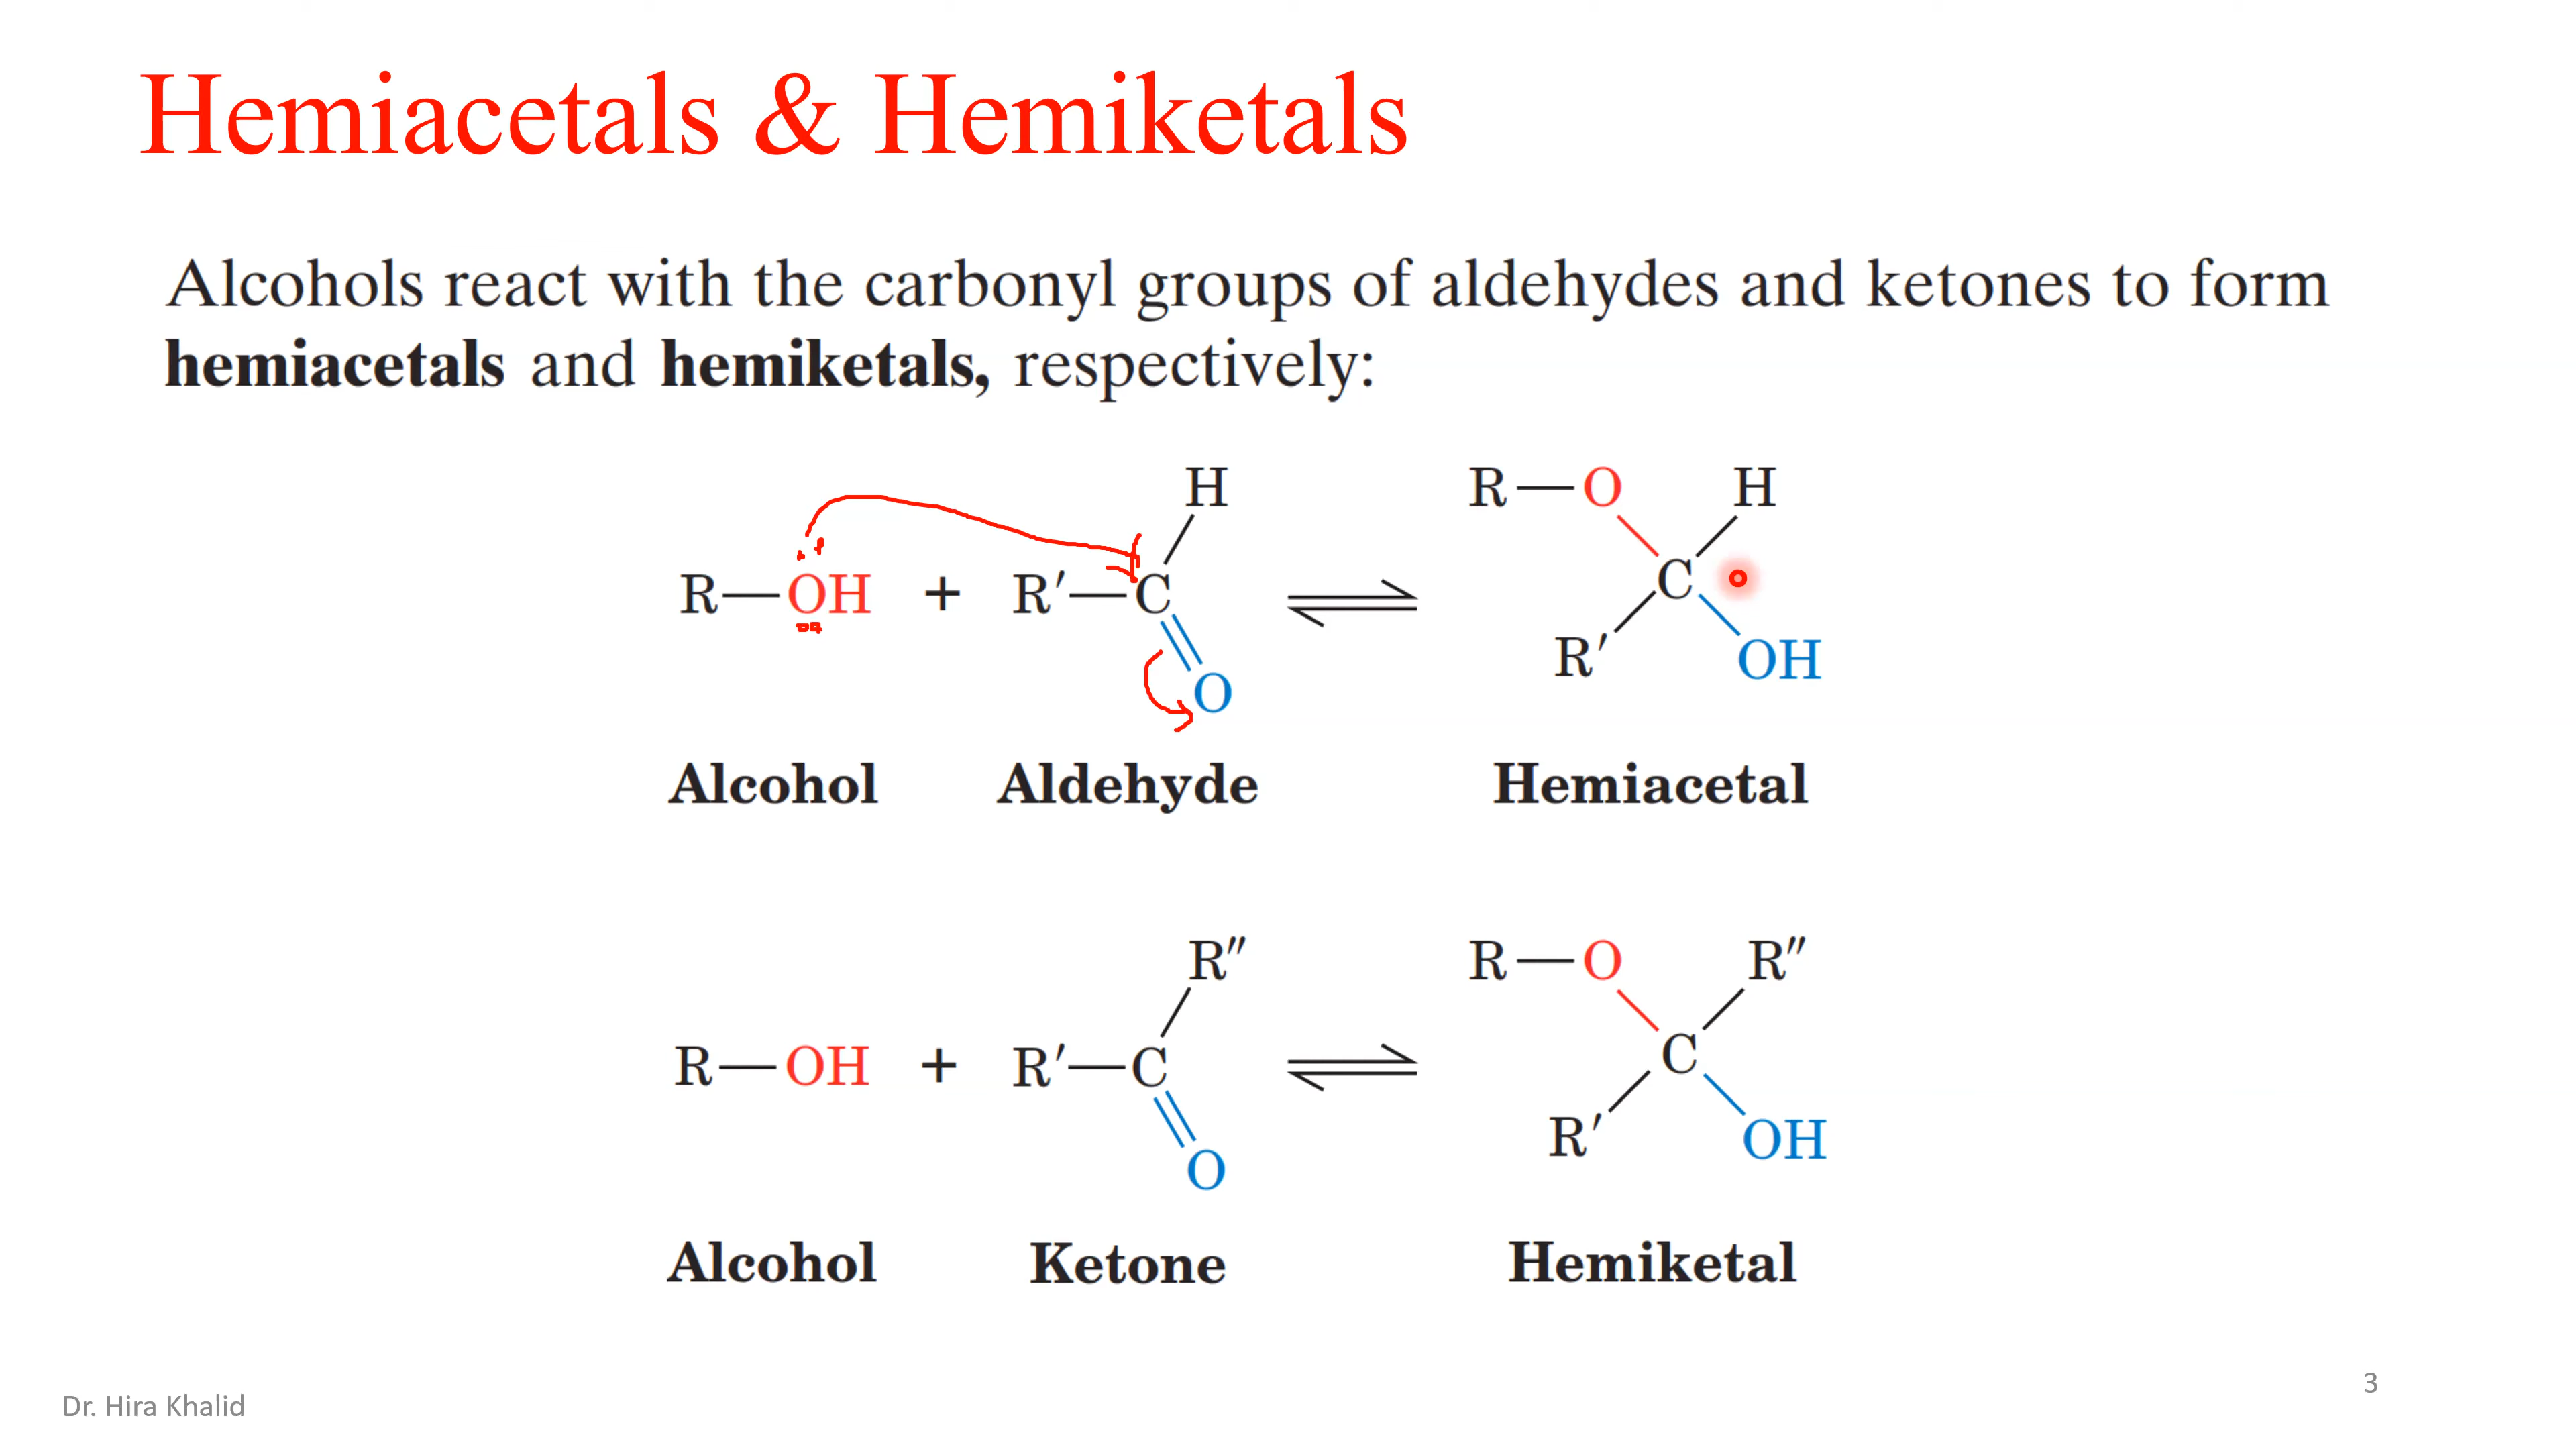 Hemiacetals & Hemiketals
Alcohols react with the carbonyl groups of aldehydes and ketones to form
hemiacetals and hemiketals, respectively:
H
R—O H
R—OH + R′—C
C
R′ OH
O
Alcohol Aldehyde Hemiacetal
R″
R—O R″
R—OH + R′—C
C
R′ OH
O
Alcohol Ketone Hemiketal
Dr. Hira Khalid
3